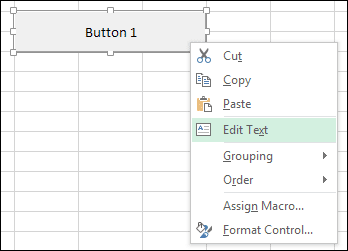 Button 1
Cut
Copy
Paste
Edit Text
Grouping
Order
Assign Macro...
Format Control...